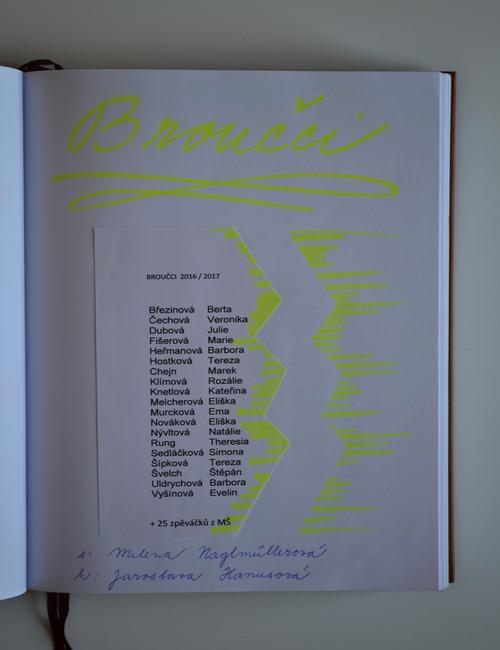 Broučci
BROUČCI 2016 / 2017
Březinová Berta
Čechová Veronika
Dubová Julie
Fišerová Marie
Heřmanová Barbora
Hostková Tereza
Chejn Marek
Klímová Rozálie
Knetlová Kateřina
Melcherová Eliška
Murcková Ema
Nováková Eliška
Nývltová Natálie
Rung Theresia
Sedláčková Simona
Šípková Tereza
Švelch Štěpán
Uldrychová Barbora
Vyšínová Evelin
+ 25 zpěváčků z MŠ
s: Milena Naglmüllerová
k: Jaroslava Hanusová